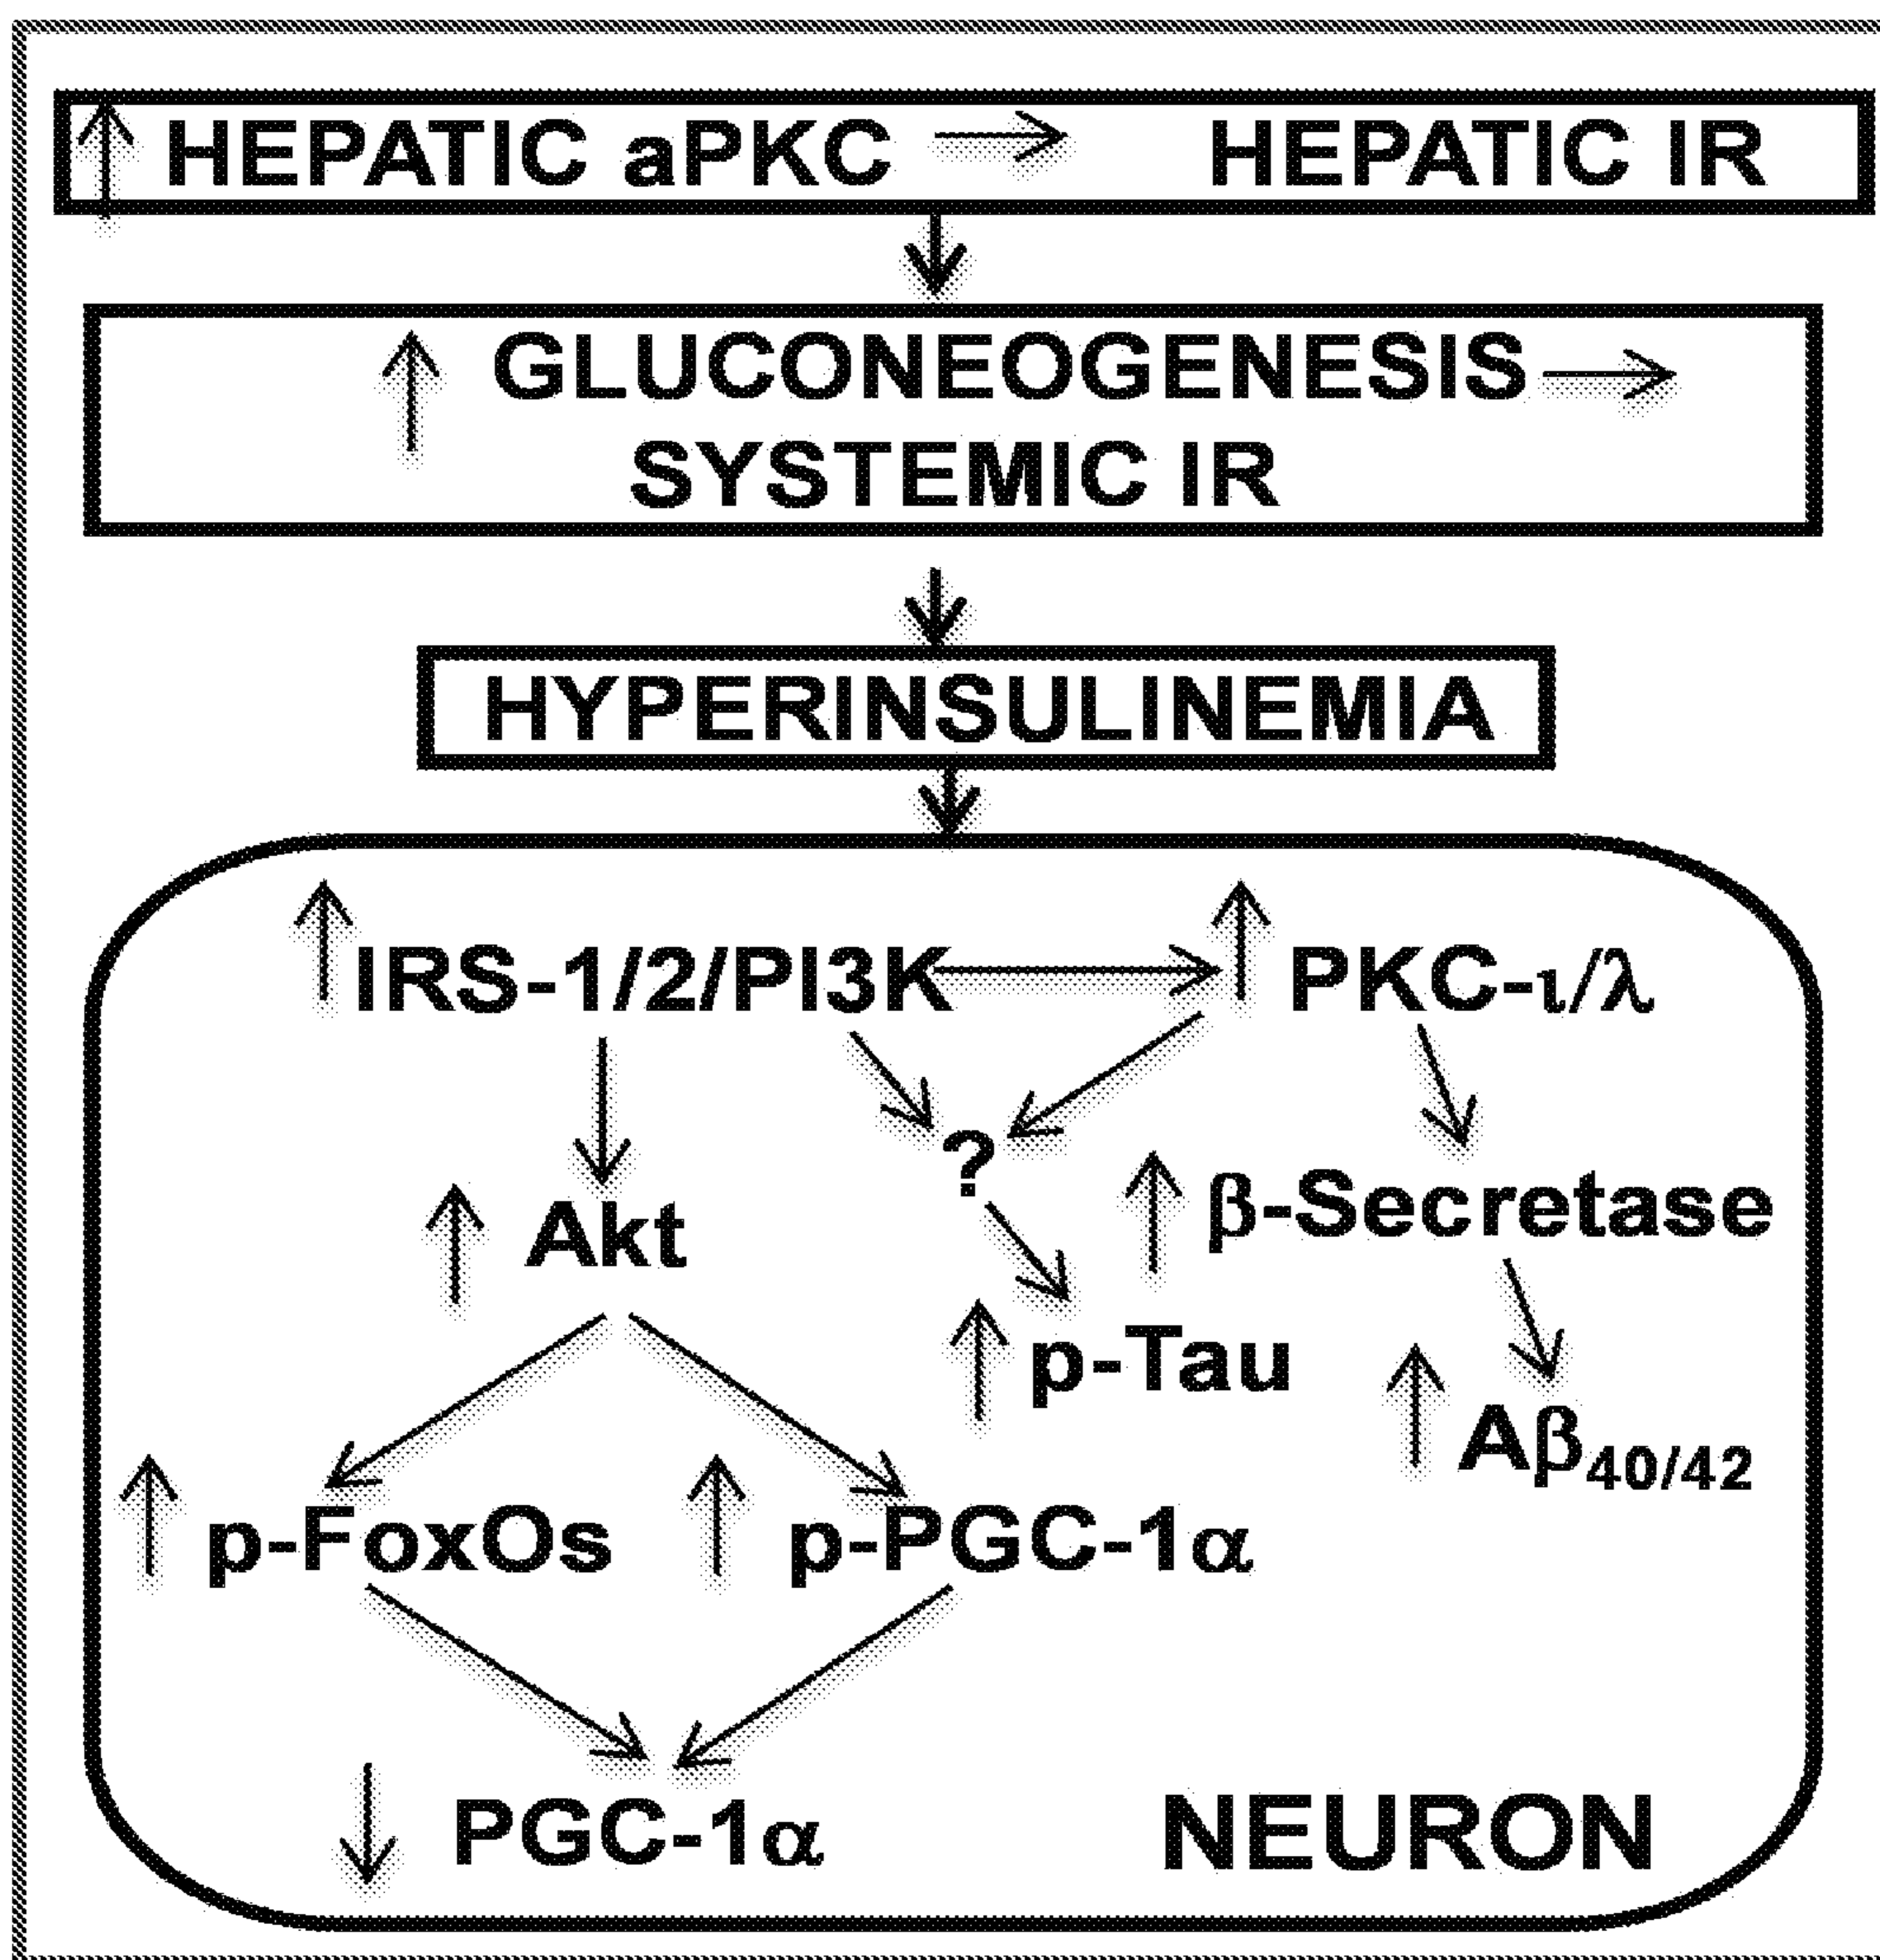 HEPATIC aPKC → HEPATIC IR
GLUCONEOGENESIS →
SYSTEMIC IR
HYPERINSULINEMIA
IRS-1/2/PI3K PKC-ι/λ
?
β-Secretase
Akt
p-Tau
Aβ40/42
p-FoxOs p-PGC-1α
PGC-1α NEURON